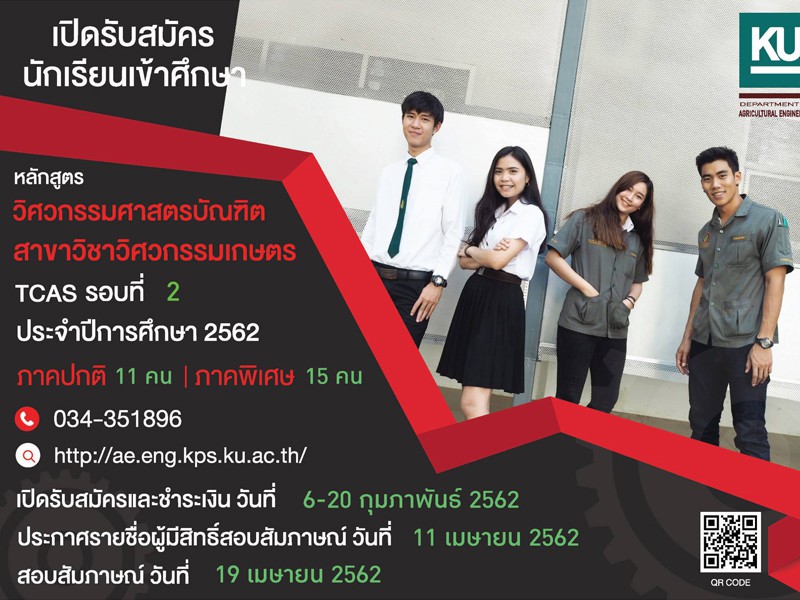 เปิดรับสมัคร
นักเรียนเข้าศึกษา
KU
DEPARTMENT
AGRICULTURAL ENGINE
หลักสูตร
วิศวกรรมศาสตรบัณฑิต
สาขาวิชาวิศวกรรมเกษตร
TCAS รอบที่ 2
ประจำปีการศึกษา 2562
ภาคปกติ 11 คน | ภาคพิเศษ 15 คน
034-351896
http://ae.eng.kps.ku.ac.th/
เปิดรับสมัครและชำระเงิน วันที่ 6-20 กุมภาพันธ์ 2562
ประกาศรายชื่อผู้มีสิทธิ์สอบสัมภาษณ์ วันที่ 11 เมษายน 2562
สอบสัมภาษณ์ วันที่ 19 เมษายน 2562
QR CODE